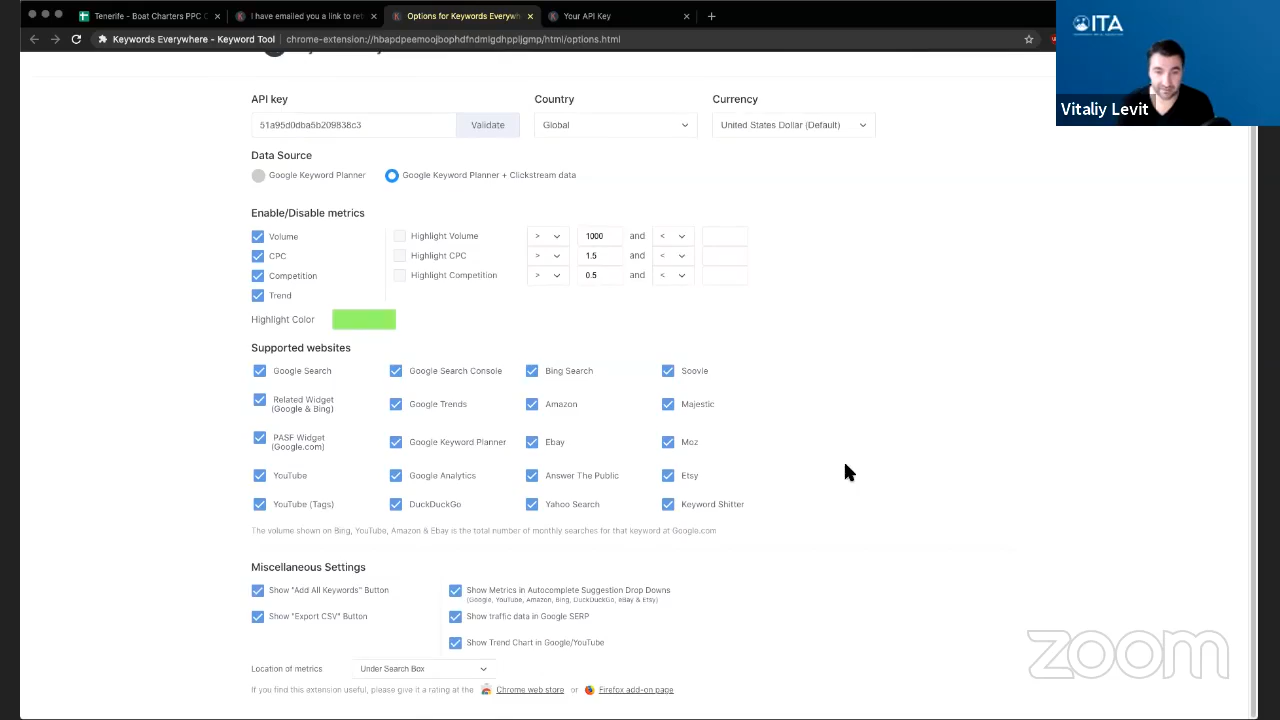 Tenerife - Boat Charters PPC
I have emailed you a link to ret
Options for Keywords Everywh
Your API Key
Keywords Everywhere - Keyword Tool
chrome-extension://hbapdpeemoojbophdfndmlgdhppljgmp/html/options.html
ITA
Vitaliy Levit
API key
Country
Currency
51a95d0dba5b209838c3
Validate
Global
United States Dollar (Default)
Data Source
Google Keyword Planner
Google Keyword Planner + Clickstream data
Enable/Disable metrics
Volume
Highlight Volume > 1000 and <
CPC
Highlight CPC > 1.5 and <
Competition
Highlight Competition > 0.5 and <
Trend
Highlight Color
Supported websites
Google Search
Google Search Console
Bing Search
Soovle
Related Widget
(Google & Bing)
Google Trends
Amazon
Majestic
PASF Widget
(Google.com)
Google Keyword Planner
Ebay
Moz
YouTube
Google Analytics
Answer The Public
Etsy
YouTube (Tags)
DuckDuckGo
Yahoo Search
Keyword Shitter
The volume shown on Bing, YouTube, Amazon & Ebay is the total number of monthly searches for that keyword at Google.com
Miscellaneous Settings
Show "Add All Keywords" Button
Show Metrics in Autocomplete Suggestion Drop Downs
(Google, YouTube, Amazon, Bing, DuckDuckGo, eBay & Etsy)
Show "Export CSV" Button
Show traffic data in Google SERP
Show Trend Chart in Google/YouTube
Location of metrics
Under Search Box
If you find this extension useful, please give it a rating at the Chrome web store or Firefox add-on page
zoom